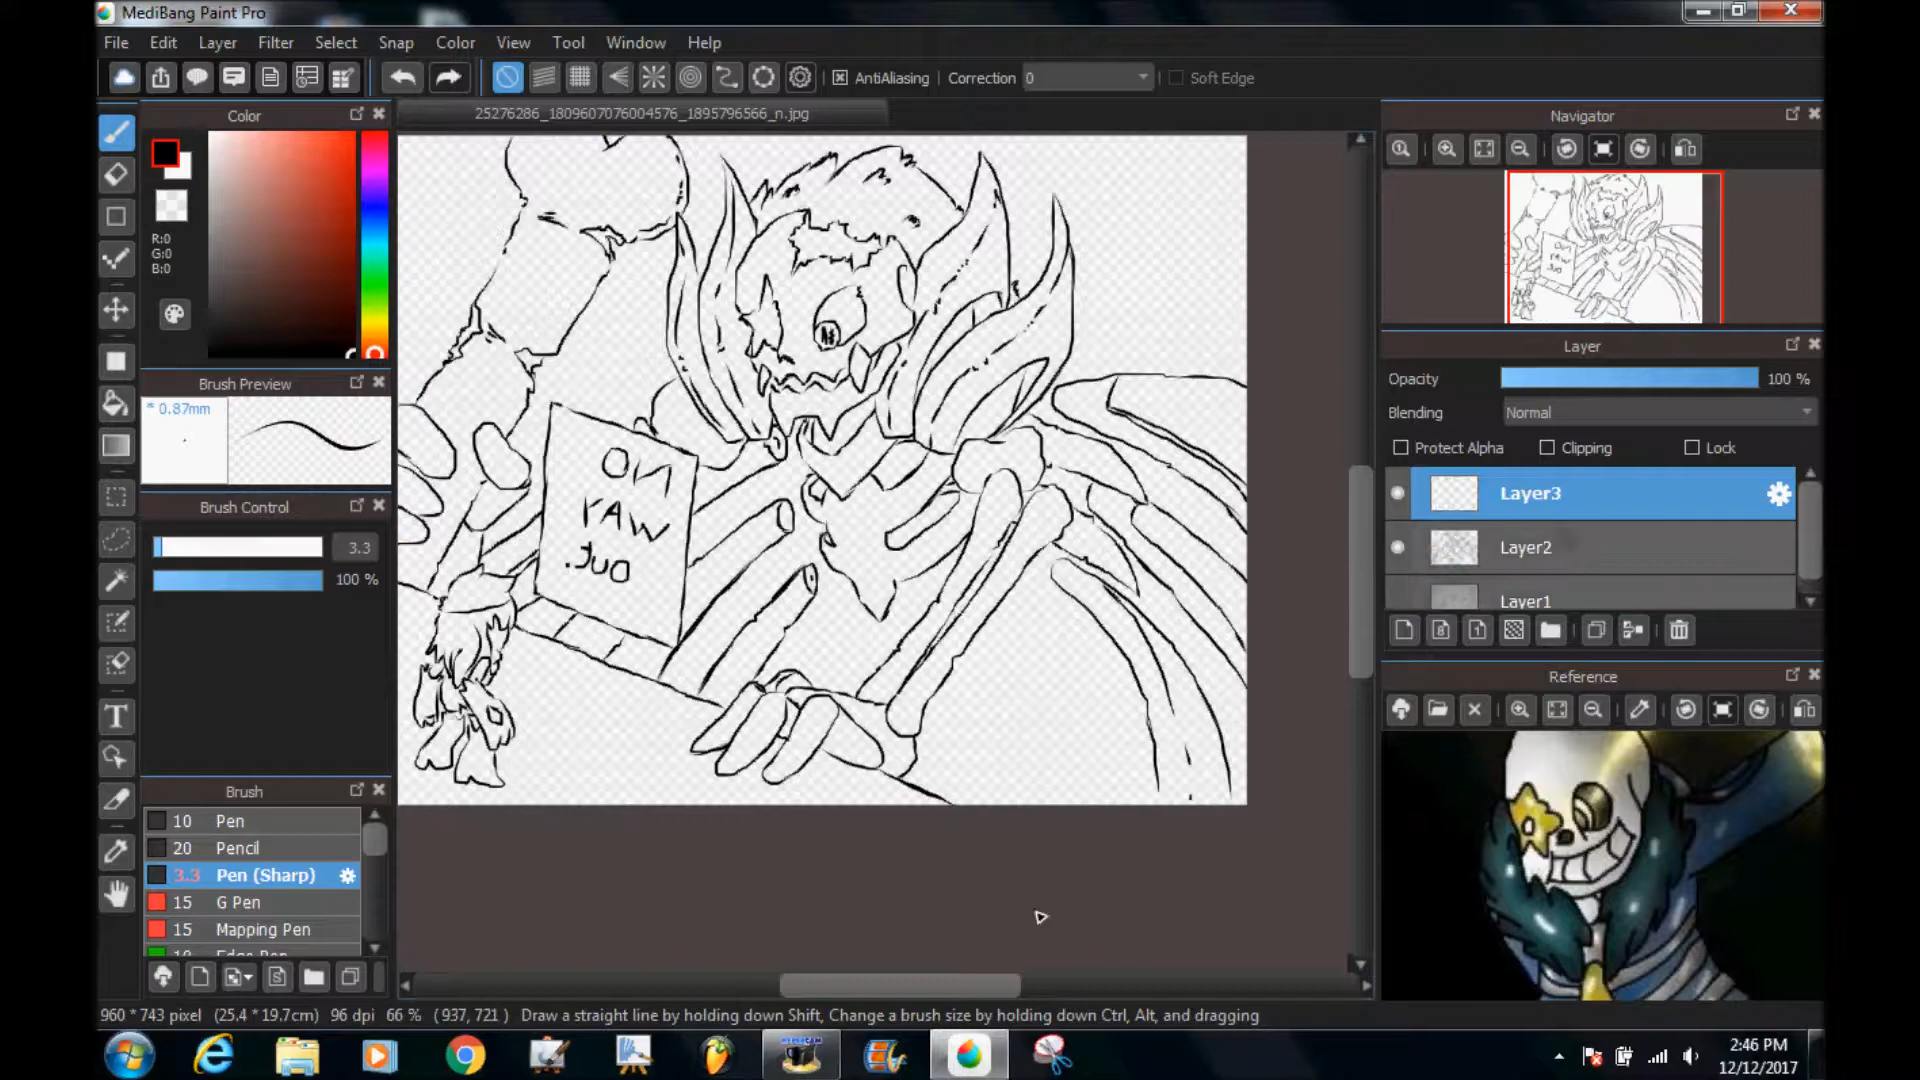 MediBang Paint Pro
File Edit Layer Filter Select Snap Color View Tool Window Help
AntiAliasing Correction 0 Soft Edge
Color
25276286_1809607076004576_1895796566_n.jpg
Navigator
R:0
G:0
B:0
Layer
Opacity 100 %
Blending Normal
Protect Alpha Clipping Lock
Layer3
Layer2
Layer1
Brush Preview
* 0.87mm
Brush Control
3.3
100 %
Brush
10 Pen
20 Pencil
3.3 Pen (Sharp)
15 G Pen
15 Mapping Pen
Reference
out.
960 * 743 pixel (25.4 * 19.7cm) 96 dpi 66 % ( 937, 721 ) Draw a straight line by holding down Shift, Change a brush size by holding down Ctrl, Alt, and dragging
2:46 PM
12/12/2017